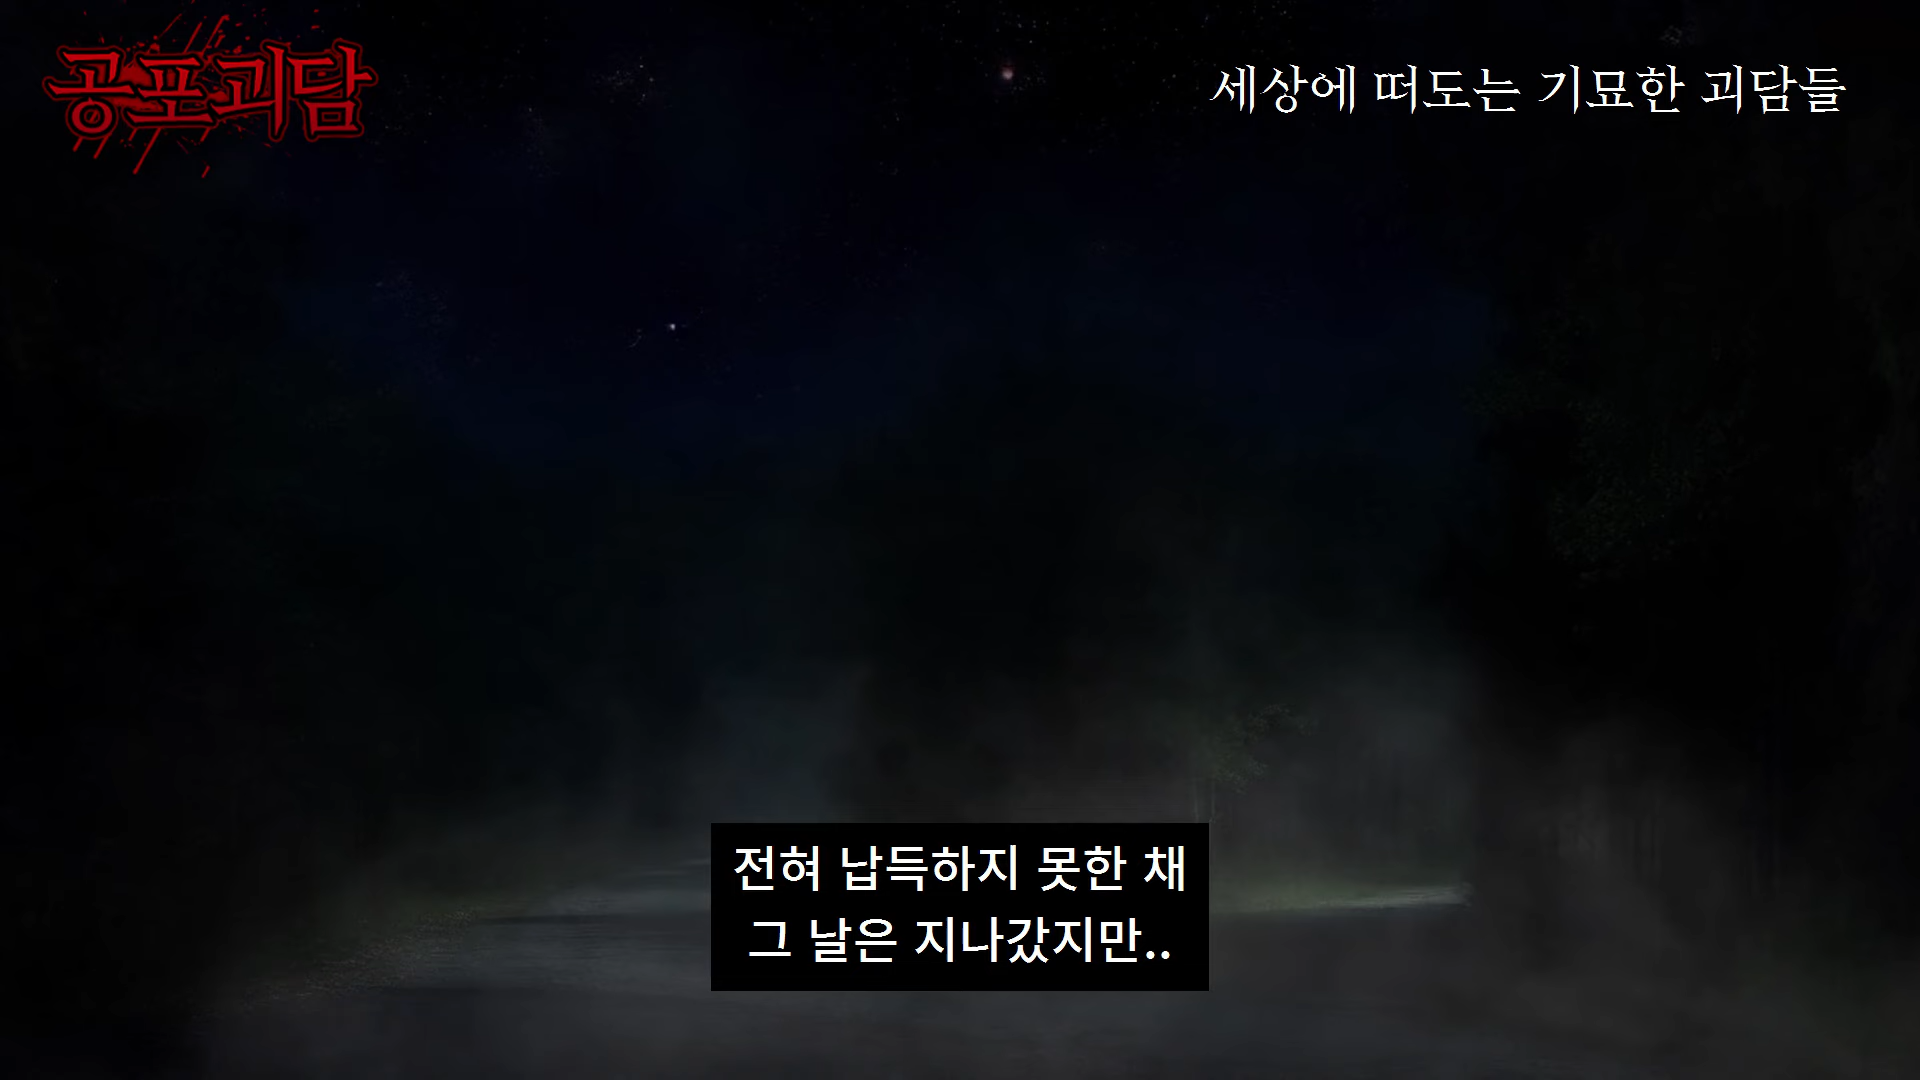 공포괴담
세상에 떠도는 기묘한 괴담들
전혀 납득하지 못한 채
그 날은 지나갔지만..